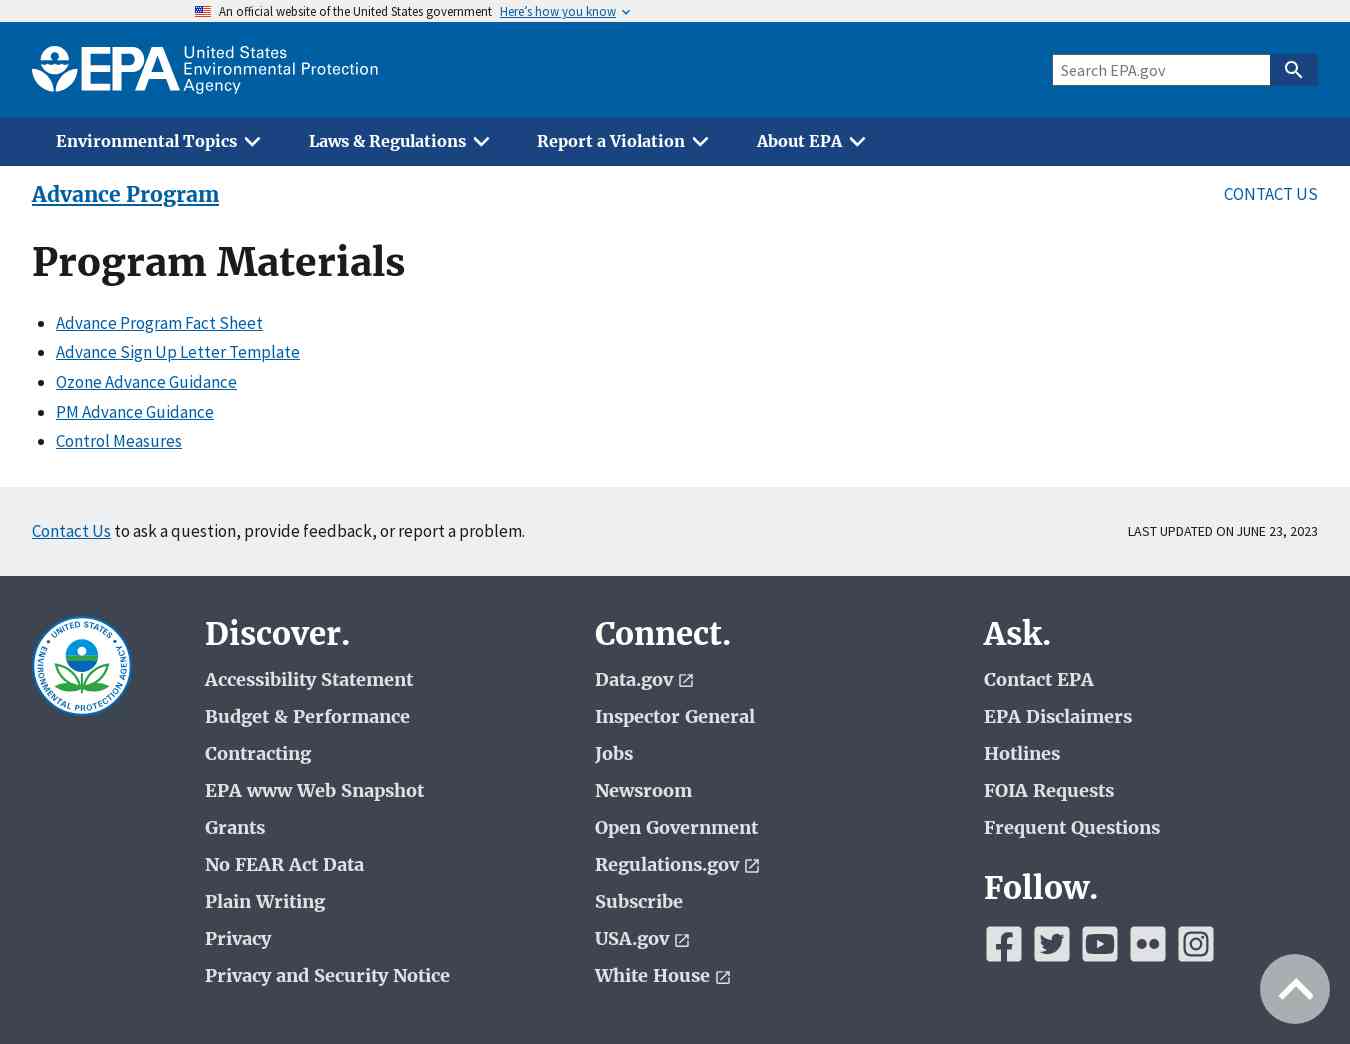 An official website of the United States government Here's how you know
EPA United States
Environmental Protection
Agency
Search EPA.gov
Environmental Topics Laws & Regulations Report a Violation About EPA
Advance Program CONTACT US
Program Materials
Advance Program Fact Sheet
Advance Sign Up Letter Template
Ozone Advance Guidance
PM Advance Guidance
Control Measures
Contact Us to ask a question, provide feedback, or report a problem. LAST UPDATED ON JUNE 23, 2023
UNITED STATES
ENVIRONMENTAL PROTECTION AGENCY
Discover.
Accessibility Statement
Budget & Performance
Contracting
EPA www Web Snapshot
Grants
No FEAR Act Data
Plain Writing
Privacy
Privacy and Security Notice
Connect.
Data.gov
Inspector General
Jobs
Newsroom
Open Government
Regulations.gov
Subscribe
USA.gov
White House
Ask.
Contact EPA
EPA Disclaimers
Hotlines
FOIA Requests
Frequent Questions
Follow.